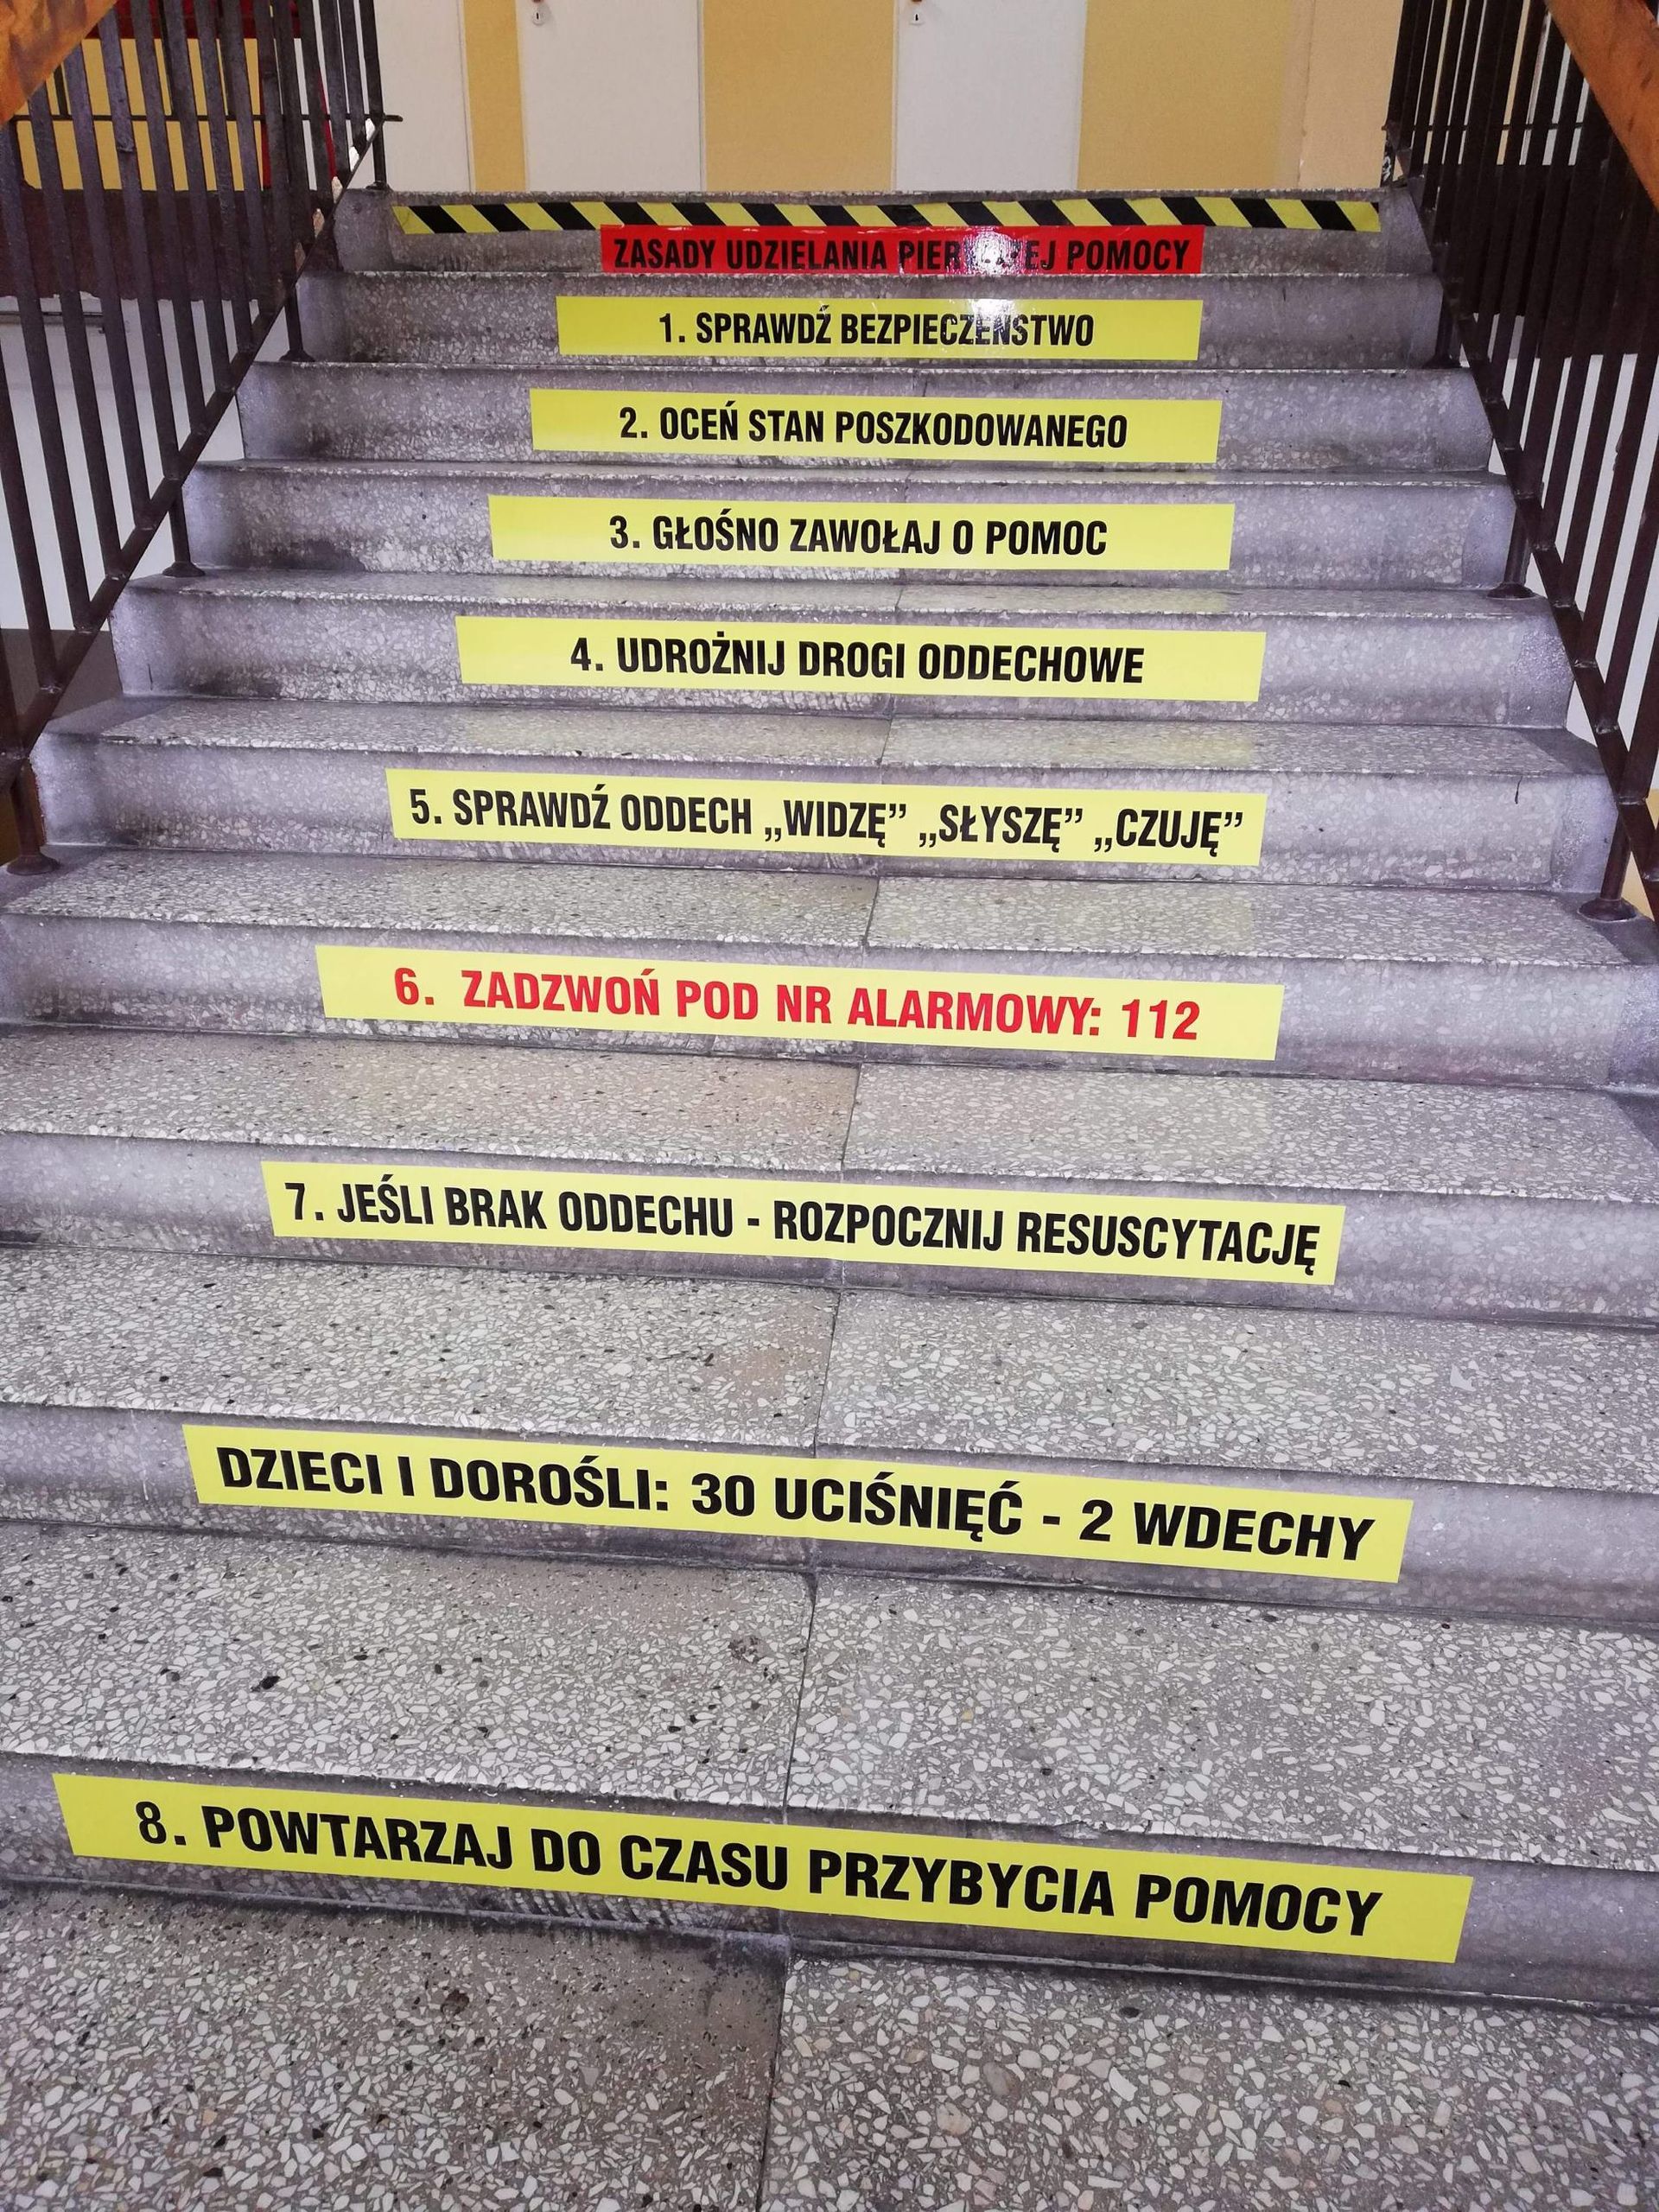 ZASADY UDZIELANIA PIERWSZEJ POMOCY
1. SPRAWDŹ BEZPIECZEŃSTWO
2. OCEŃ STAN POSZKODOWANEGO
3. GŁOŚNO ZAWOŁAJ O POMOC
4. UDROŻNIJ DROGI ODDECHOWE
5. SPRAWDŹ ODDECH „WIDZĘ” „SŁYSZĘ” „CZUJĘ”
6. ZADZWOŃ POD NR ALARMOWY: 112
7. JEŚLI BRAK ODDECHU - ROZPOCZNIJ RESUSCYTACJĘ
DZIECI I DOROŚLI: 30 UCIŚNIĘĆ - 2 WDECHY
8. POWTARZAJ DO CZASU PRZYBYCIA POMOCY